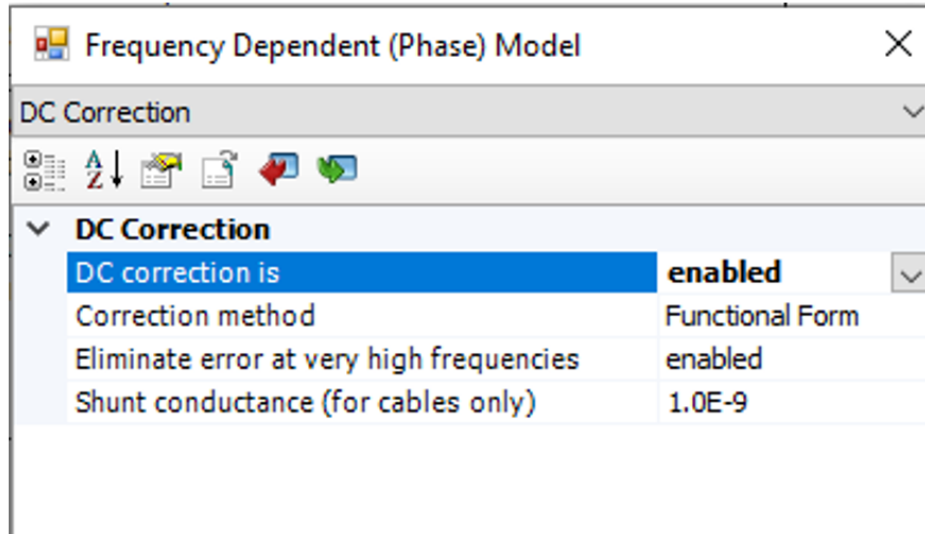 Frequency Dependent (Phase) Model
DC Correction
DC Correction
DC correction is enabled
Correction method Functional Form
Eliminate error at very high frequencies enabled
Shunt conductance (for cables only) 1.0E-9